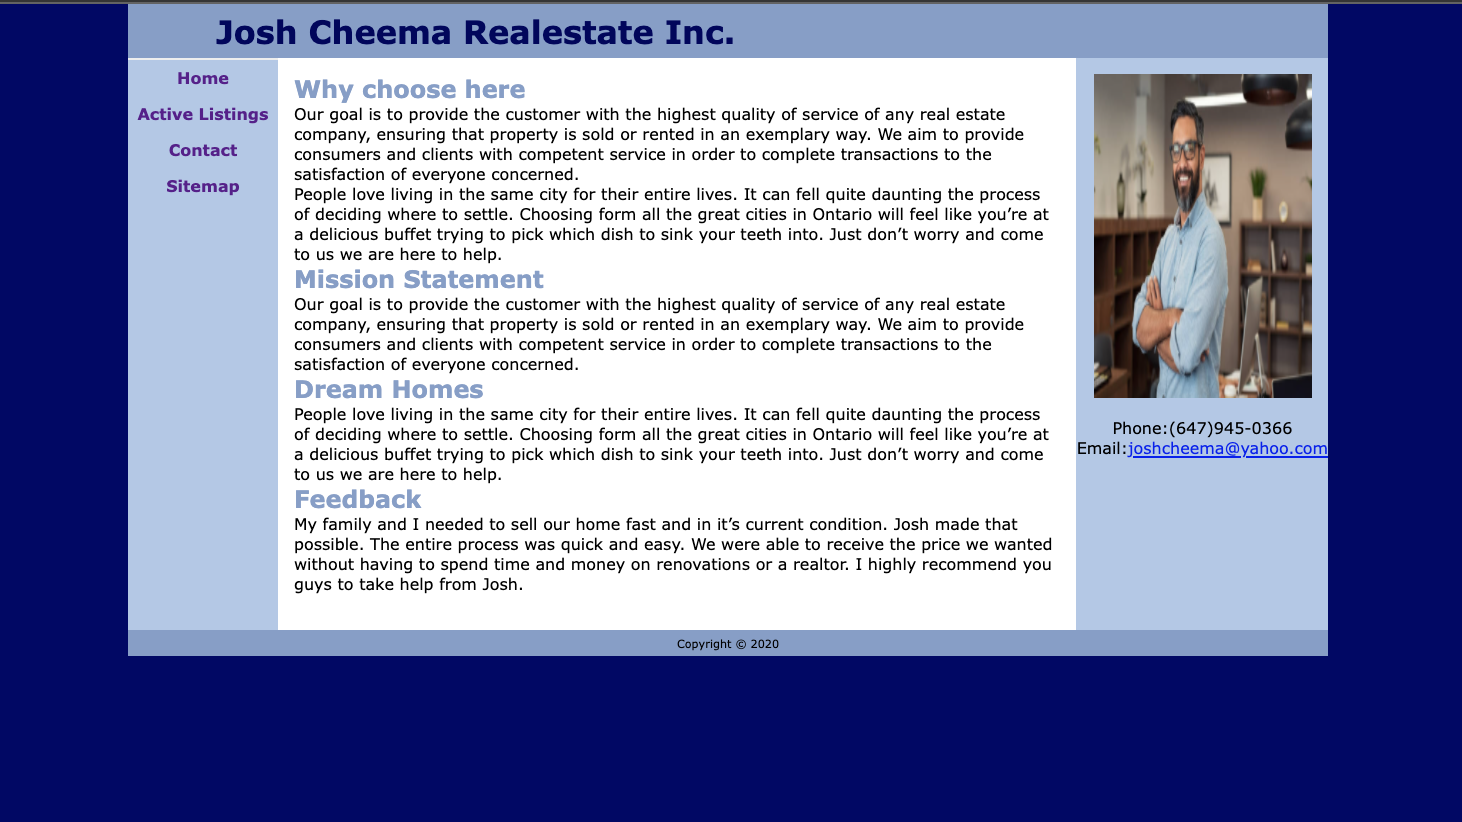 Josh Cheema Realestate Inc.
Home
Active Listings
Contact
Sitemap
Why choose here
Our goal is to provide the customer with the highest quality of service of any real estate
company, ensuring that property is sold or rented in an exemplary way. We aim to provide
consumers and clients with competent service in order to complete transactions to the
satisfaction of everyone concerned.
People love living in the same city for their entire lives. It can fell quite daunting the process
of deciding where to settle. Choosing form all the great cities in Ontario will feel like you’re at
a delicious buffet trying to pick which dish to sink your teeth into. Just don’t worry and come
to us we are here to help.
Mission Statement
Our goal is to provide the customer with the highest quality of service of any real estate
company, ensuring that property is sold or rented in an exemplary way. We aim to provide
consumers and clients with competent service in order to complete transactions to the
satisfaction of everyone concerned.
Dream Homes
People love living in the same city for their entire lives. It can fell quite daunting the process
of deciding where to settle. Choosing form all the great cities in Ontario will feel like you’re at
a delicious buffet trying to pick which dish to sink your teeth into. Just don’t worry and come
to us we are here to help.
Feedback
My family and I needed to sell our home fast and in it’s current condition. Josh made that
possible. The entire process was quick and easy. We were able to receive the price we wanted
without having to spend time and money on renovations or a realtor. I highly recommend you
guys to take help from Josh.
Phone:(647)945-0366
Email:joshcheema@yahoo.com
Copyright © 2020